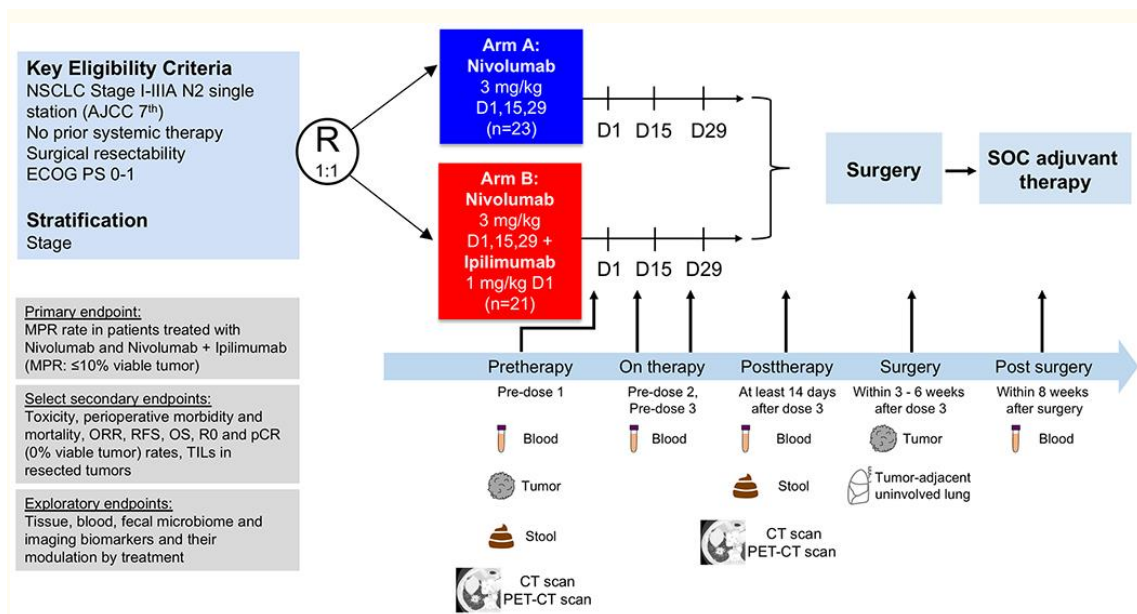 Key Eligibility Criteria
NSCLC Stage I-IIIA N2 single
station (AJCC 7th)
No prior systemic therapy
Surgical resectability
ECOG PS 0-1
Stratification
Stage
R
1:1
Arm A:
Nivolumab
3 mg/kg
D1,15,29
(n=23)
D1 D15 D29
Arm B:
Nivolumab
3 mg/kg
D1,15,29 +
Ipilimumab
1 mg/kg D1
(n=21)
D1 D15 D29
Surgery
SOC adjuvant
therapy
Primary endpoint:
MPR rate in patients treated with
Nivolumab and Nivolumab + Ipilimumab
(MPR: ≤10% viable tumor)
Select secondary endpoints:
Toxicity, perioperative morbidity and
mortality, ORR, RFS, OS, R0 and pCR
(0% viable tumor) rates, TILs in
resected tumors
Exploratory endpoints:
Tissue, blood, fecal microbiome and
imaging biomarkers and their
modulation by treatment
Pretherapy
Pre-dose 1
Blood
Tumor
Stool
CT scan
PET-CT scan
On therapy
Pre-dose 2,
Pre-dose 3
Blood
Posttherapy
At least 14 days
after dose 3
Blood
Stool
CT scan
PET-CT scan
Surgery
Within 3 - 6 weeks
after dose 3
Tumor
Tumor-adjacent
uninvolved lung
Post surgery
Within 8 weeks
after surgery
Blood